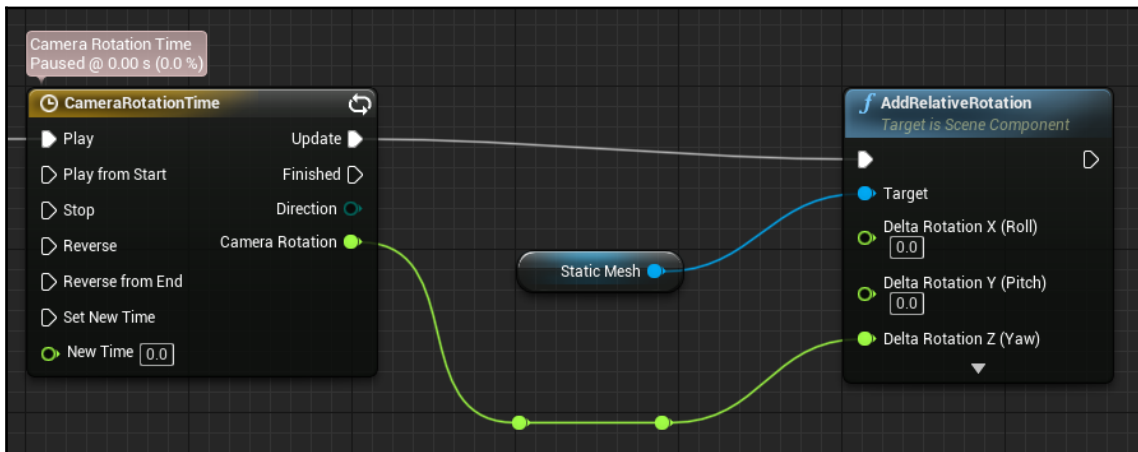 Camera Rotation Time
Paused @ 0.00 s (0.0 %)
CameraRotationTime
Play
Update
Play from Start
Finished
Stop
Direction
Reverse
Camera Rotation
Reverse from End
Set New Time
New Time 0.0
Static Mesh
f AddRelativeRotation
Target is Scene Component
Target
Delta Rotation X (Roll)
0.0
Delta Rotation Y (Pitch)
0.0
Delta Rotation Z (Yaw)